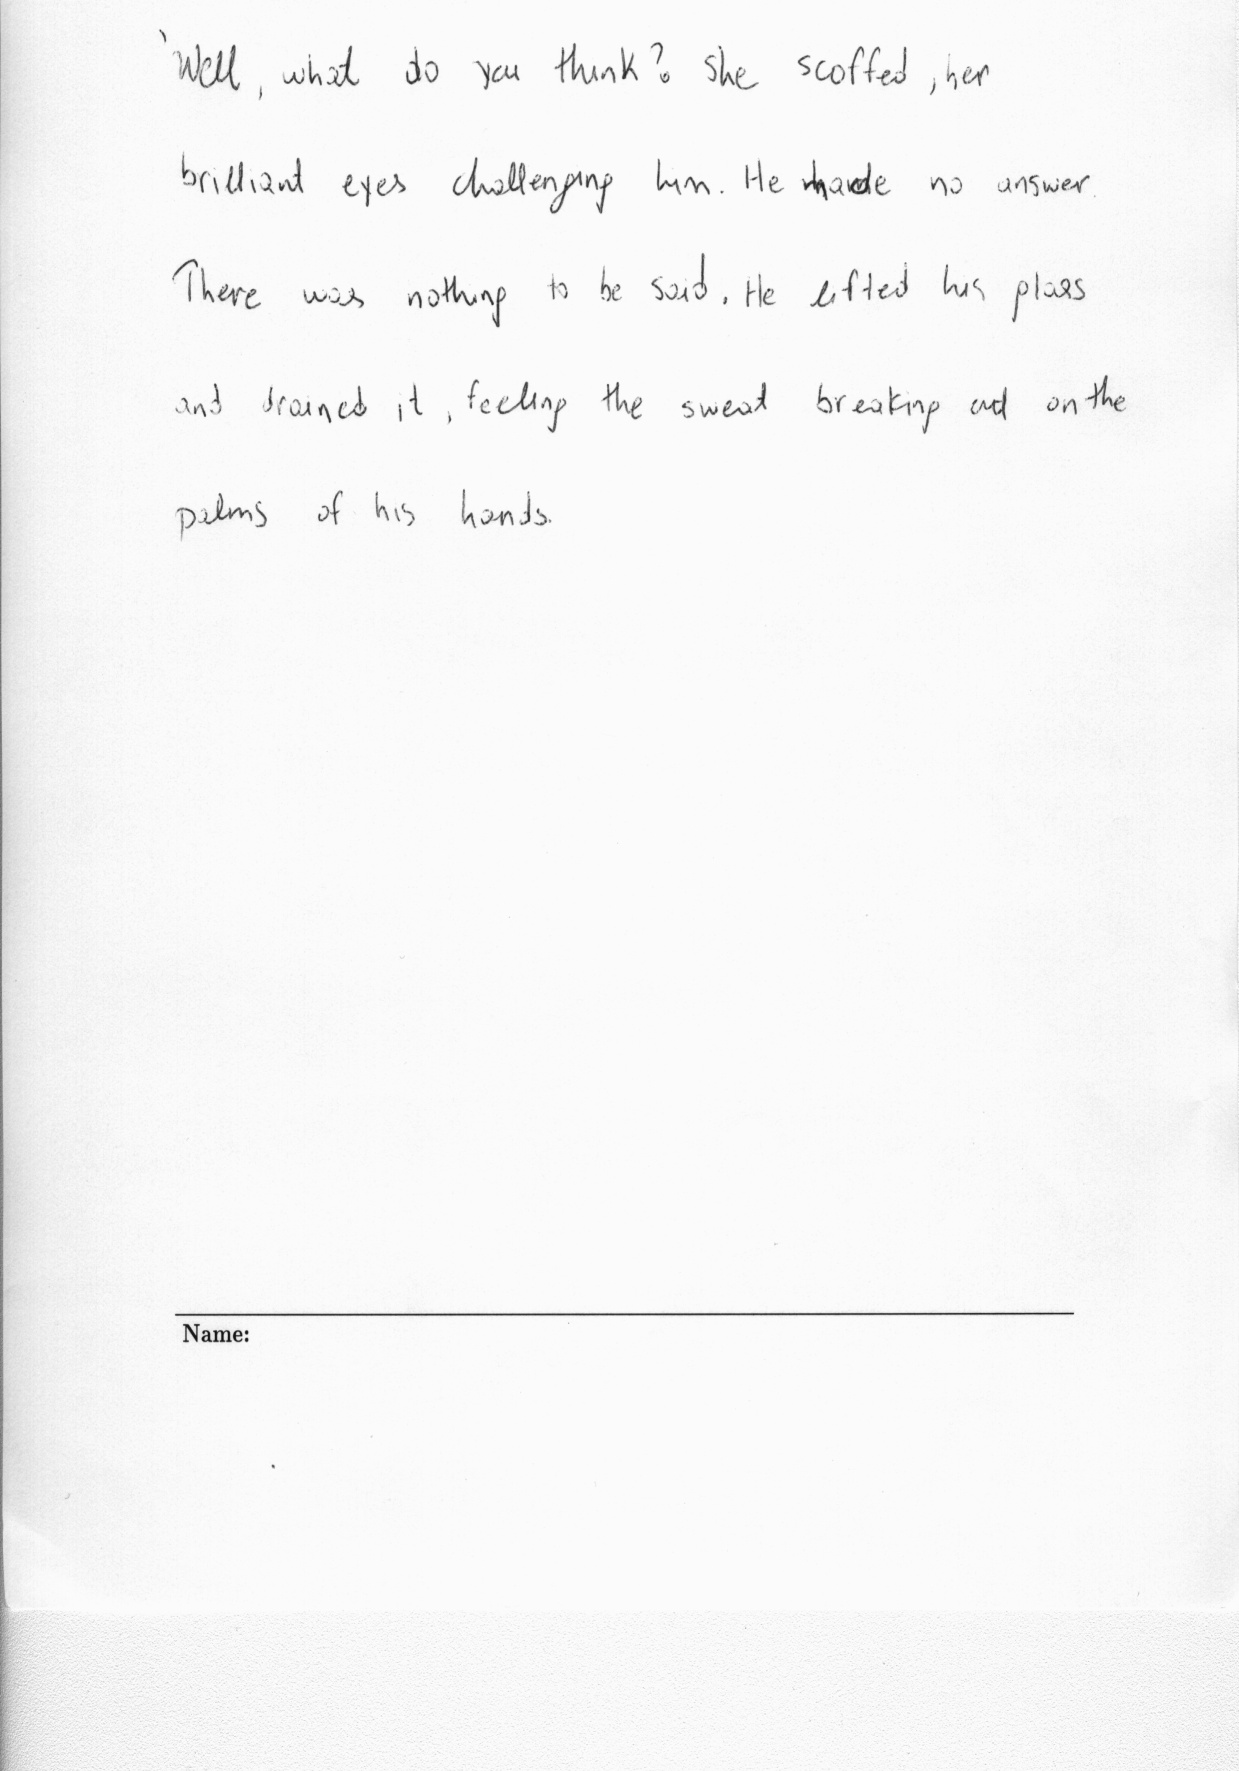 'Well, what do you think? She scoffed, her
brilliant eyes challenging him. He made no answer.
There was nothing to be said. He lifted his glass
and drained it, feeling the sweat breaking out on the
palms of his hands.
Name: